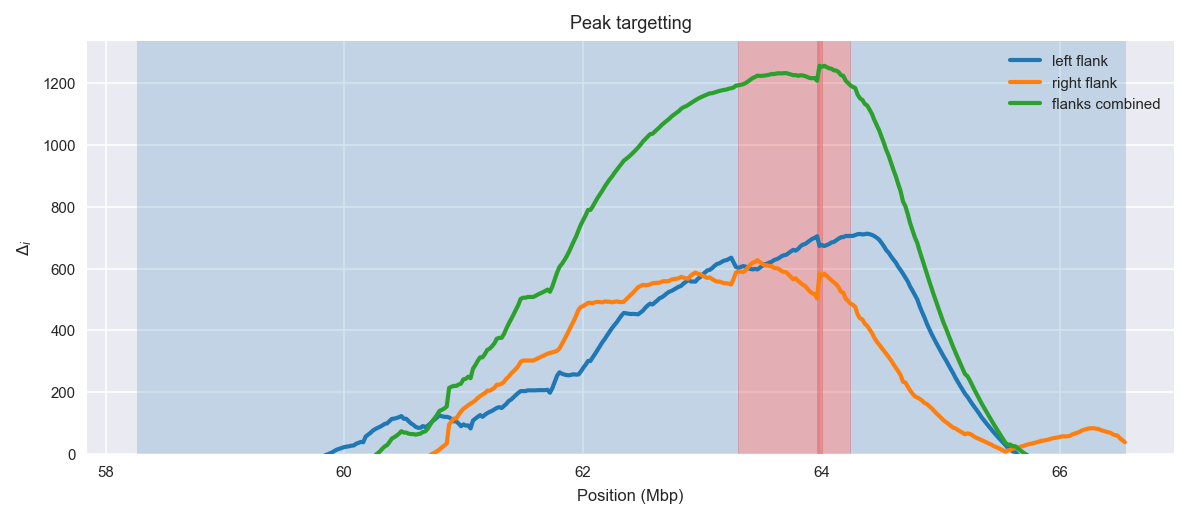 Peak targetting
left flank
right flank
flanks combined
1200
1000
800
600
400
200
0
Δi
58
60
62
64
66
Position (Mbp)